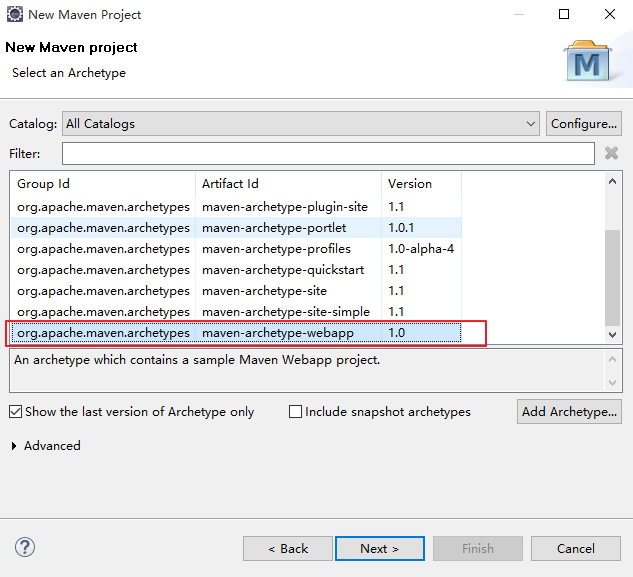 New Maven Project
New Maven project
Select an Archetype
M
Catalog: All Catalogs Configure...
Filter:
Group Id Artifact Id Version
org.apache.maven.archetypes maven-archetype-plugin-site 1.1
org.apache.maven.archetypes maven-archetype-portlet 1.0.1
org.apache.maven.archetypes maven-archetype-profiles 1.0-alpha-4
org.apache.maven.archetypes maven-archetype-quickstart 1.1
org.apache.maven.archetypes maven-archetype-site 1.1
org.apache.maven.archetypes maven-archetype-site-simple 1.1
org.apache.maven.archetypes maven-archetype-webapp 1.0
An archetype which contains a sample Maven Webapp project.
Show the last version of Archetype only Include snapshot archetypes Add Archetype...
Advanced
? < Back Next > Finish Cancel